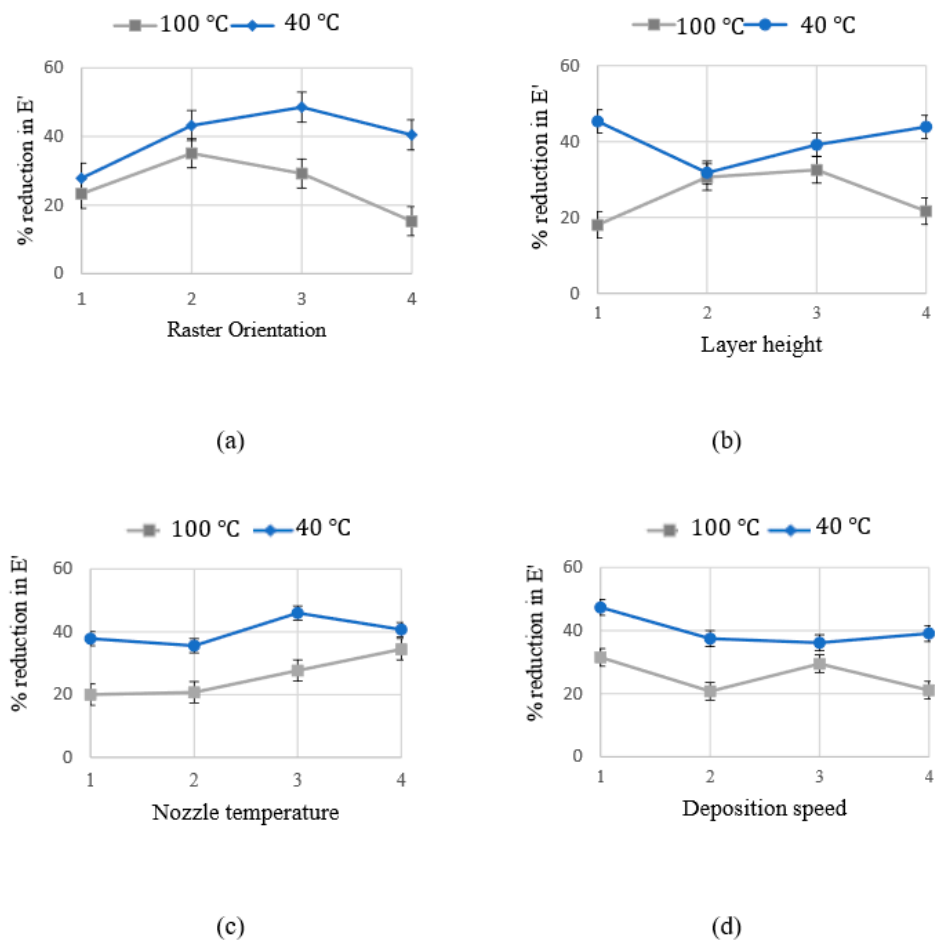 100 ℃ 40 ℃
60
40
20
0
% reduction in E'
1 2 3 4
Raster Orientation
(a)
100 ℃ 40 ℃
60
40
20
0
% reduction in E'
1 2 3 4
Layer height
(b)
100 ℃ 40 ℃
60
40
20
0
% reduction in E'
1 2 3 4
Nozzle temperature
(c)
100 ℃ 40 ℃
60
40
20
0
% reduction in E'
1 2 3 4
Deposition speed
(d)